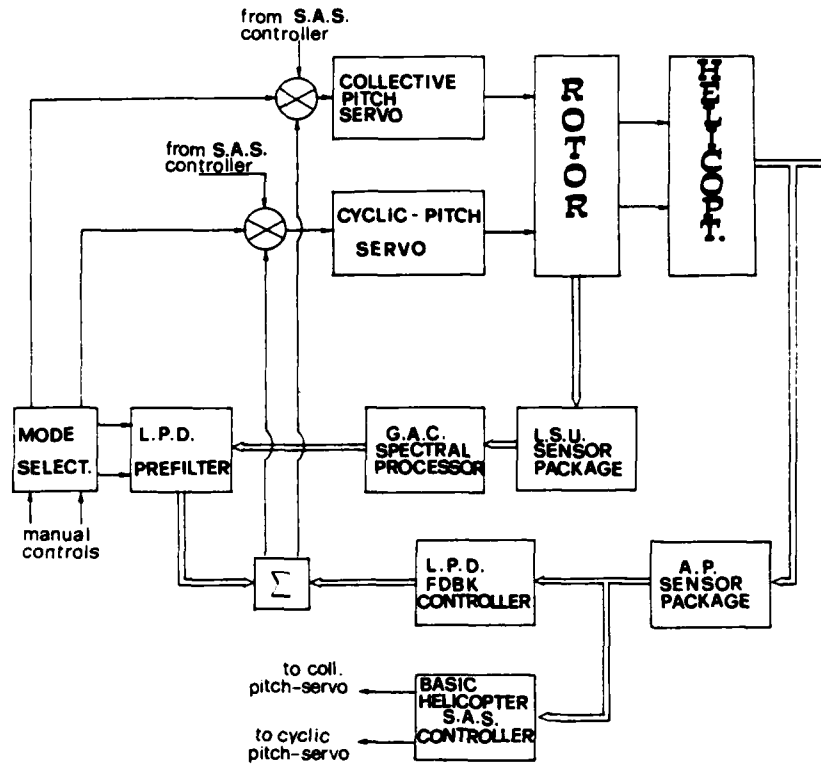 from S.A.S.
controller
COLLECTIVE
PITCH
SERVO
ROTOR
HELICOPT.
from S.A.S.
controller
CYCLIC-PITCH
SERVO
MODE
SELECT.
L.P.D.
PREFILTER
G.A.C.
SPECTRAL
PROCESSOR
L.S.U.
SENSOR
PACKAGE
manual
controls
Σ
L.P.D.
FDBK
CONTROLLER
A.P.
SENSOR
PACKAGE
to coll.
pitch-servo
to cyclic
pitch-servo
BASIC
HELICOPTER
S.A.S.
CONTROLLER